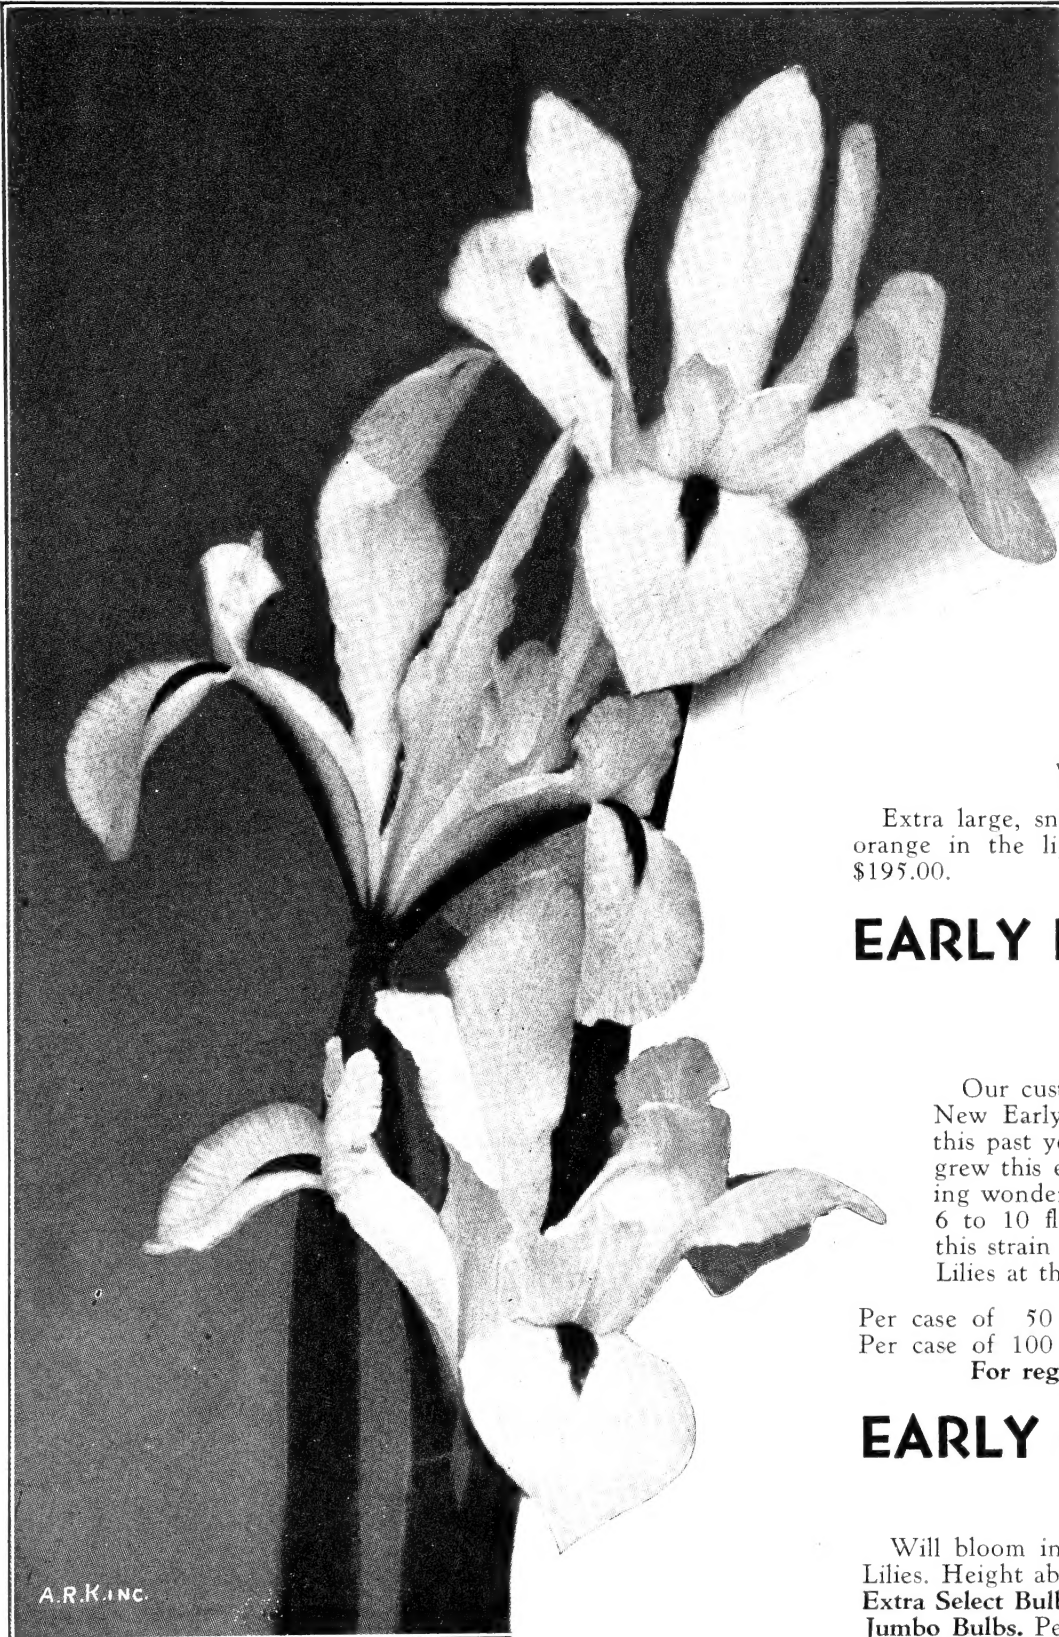 Extra large, sn
orange in the li
$195.00.
EARLY
Our cus
New Early
this past y
grew this e
ing wonder
6 to 10 fl
this strain
Lilies at th
Per case of 50
Per case of 100
For reg
EARLY
Will bloom in
Lilies. Height ab
Extra Select Bull
Jumbo Bulbs. Pe
A.R.K. INC.